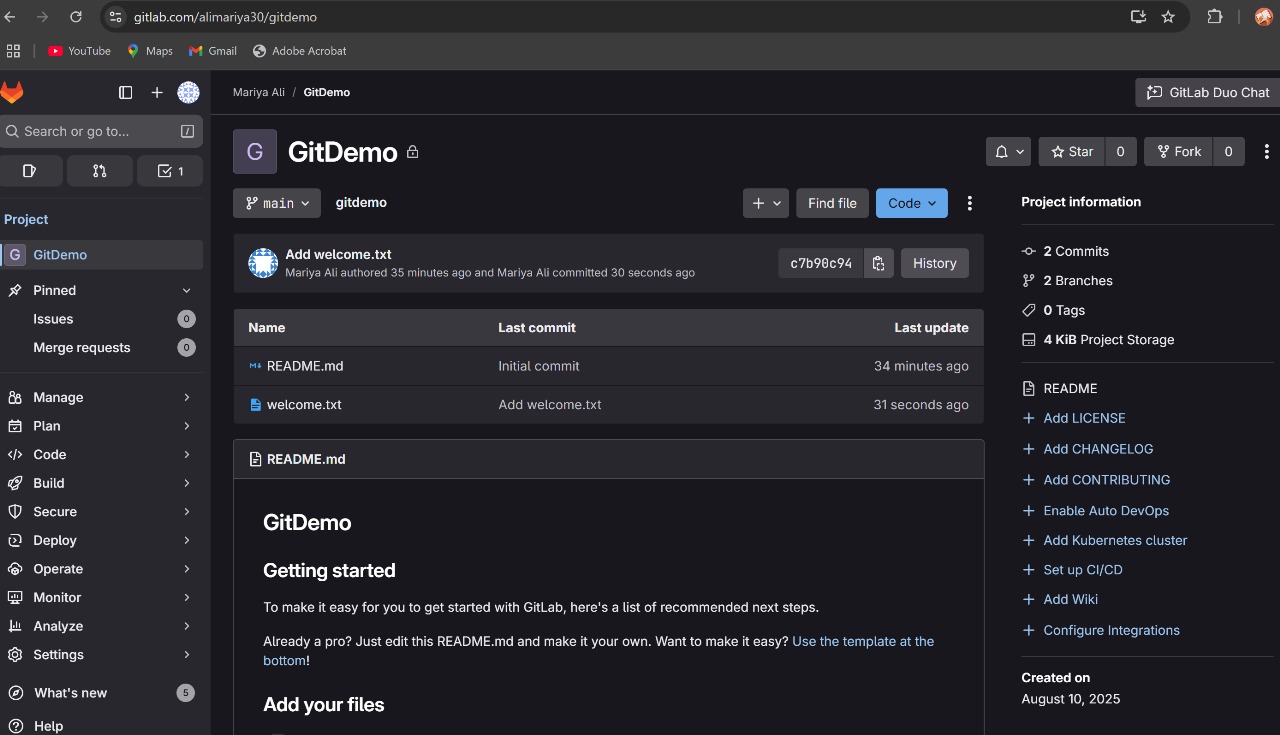 gitlab.com/alimariya30/gitdemo
YouTube Maps Gmail Adobe Acrobat
Mariya Ali / GitDemo
GitLab Duo Chat
Search or go to... /
1
Project
G GitDemo
Pinned
Issues 0
Merge requests 0
Manage
Plan
Code
Build
Secure
Deploy
Operate
Monitor
Analyze
Settings
What's new 5
Help
G GitDemo
Star 0 Fork 0
main gitdemo
+ Find file Code
Add welcome.txt
Mariya Ali authored 35 minutes ago and Mariya Ali committed 30 seconds ago
c7b90c94 History
Name Last commit Last update
README.md Initial commit 34 minutes ago
welcome.txt Add welcome.txt 31 seconds ago
README.md
GitDemo
Getting started
To make it easy for you to get started with GitLab, here's a list of recommended next steps.
Already a pro? Just edit this README.md and make it your own. Want to make it easy? Use the template at the
bottom!
Add your files
Project information
2 Commits
2 Branches
0 Tags
4 KiB Project Storage
README
+ Add LICENSE
+ Add CHANGELOG
+ Add CONTRIBUTING
+ Enable Auto DevOps
+ Add Kubernetes cluster
+ Set up CI/CD
+ Add Wiki
+ Configure Integrations
Created on
August 10, 2025